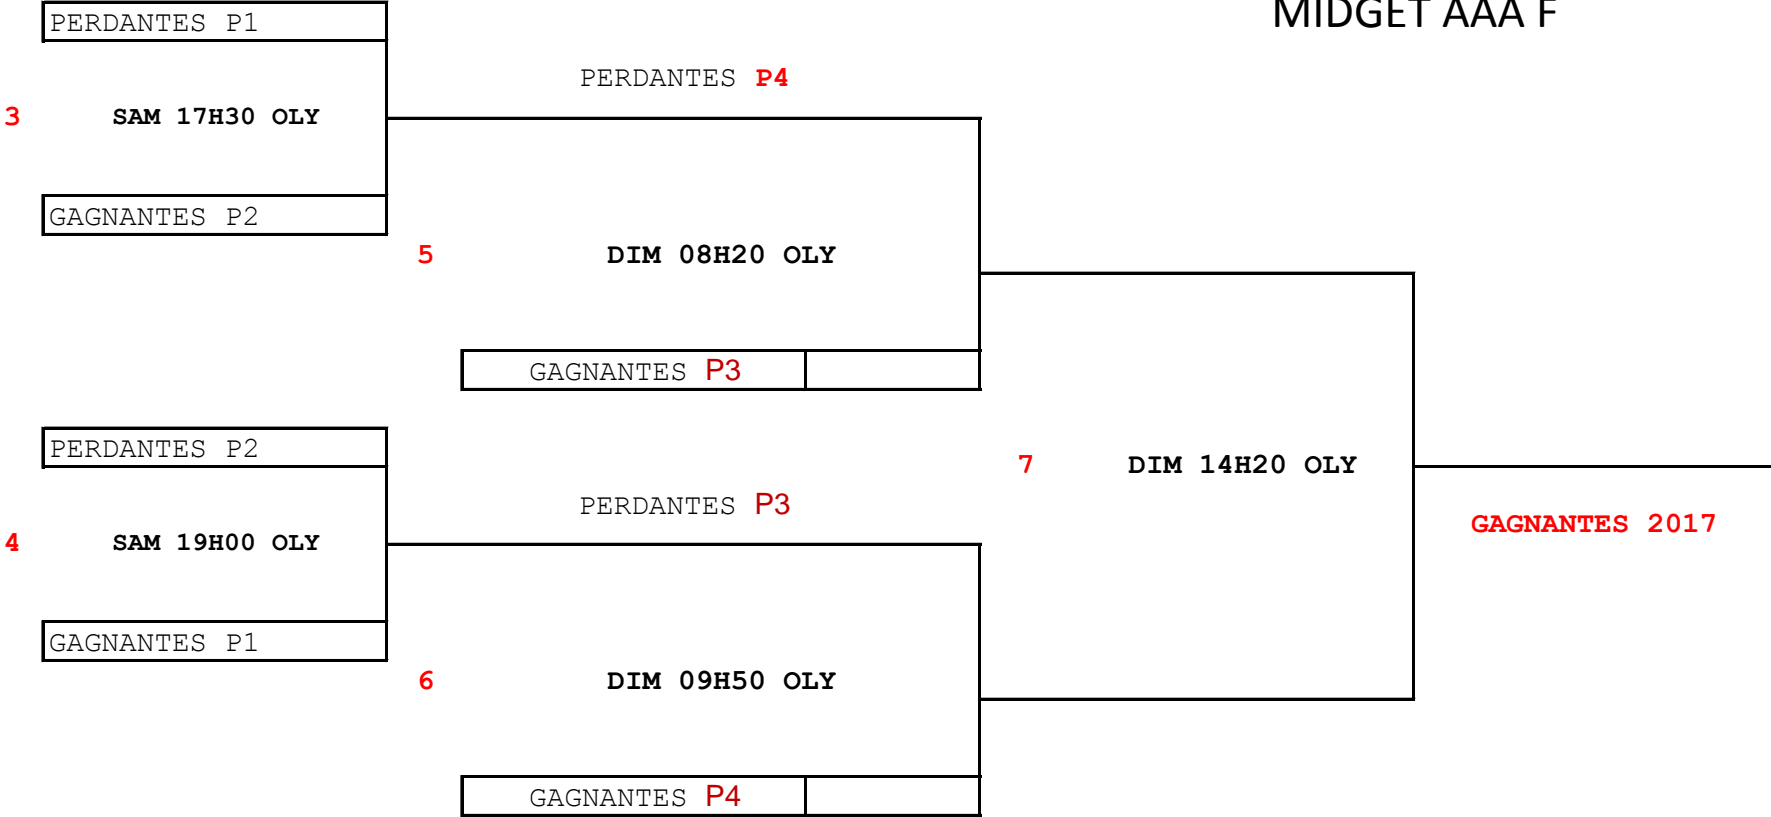 MIDGET AAA F
PERDANTES P1
PERDANTES P4
3 SAM 17H30 OLY
GAGNANTES P2
5 DIM 08H20 OLY
GAGNANTES P3
PERDANTES P2
7 DIM 14H20 OLY
PERDANTES P3
GAGNANTES 2017
4 SAM 19H00 OLY
GAGNANTES P1
6 DIM 09H50 OLY
GAGNANTES P4